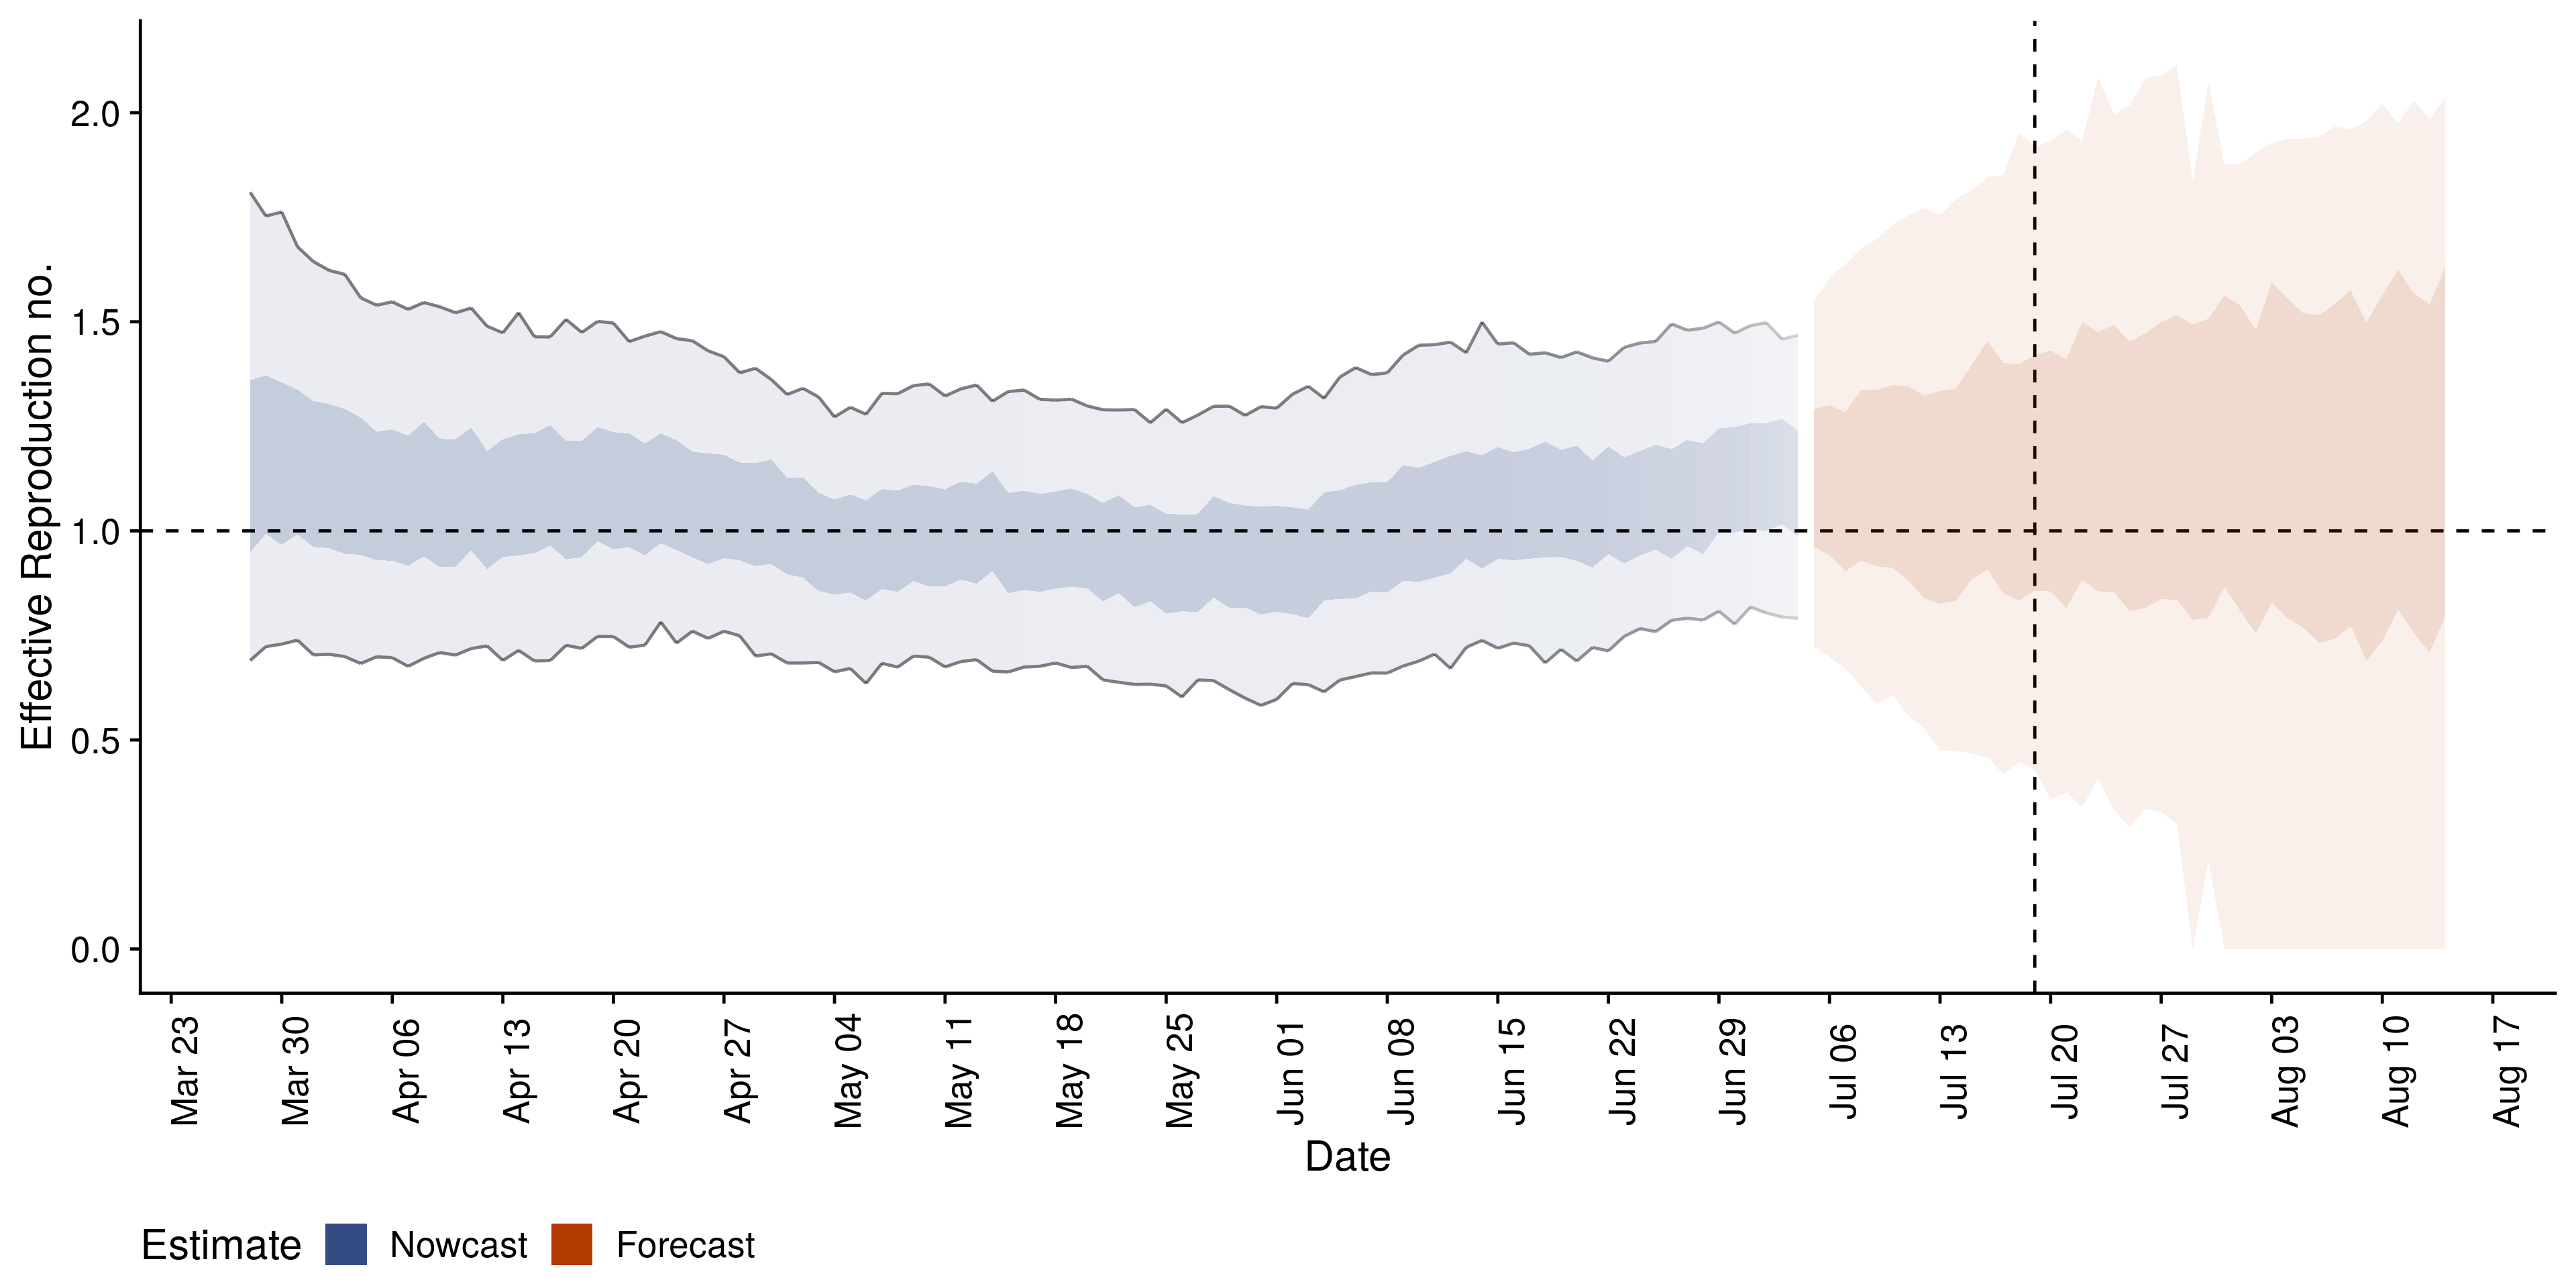 Effective Reproduction no.
2.0
1.5
1.0
0.5
0.0
Mar 23
Mar 30
Apr 06
Apr 13
Apr 20
Apr 27
May 04
May 11
May 18
May 25
Jun 01
Jun 08
Jun 15
Jun 22
Jun 29
Jul 06
Jul 13
Jul 20
Jul 27
Aug 03
Aug 10
Aug 17
Date
Estimate Nowcast Forecast